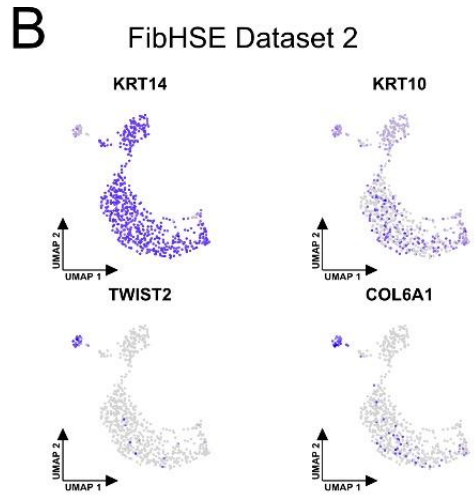 B
FibHSE Dataset 2
KRT14
KRT10
UMAP 2
UMAP 1
UMAP 2
UMAP 1
TWIST2
COL6A1
UMAP 2
UMAP 1
UMAP 2
UMAP 1